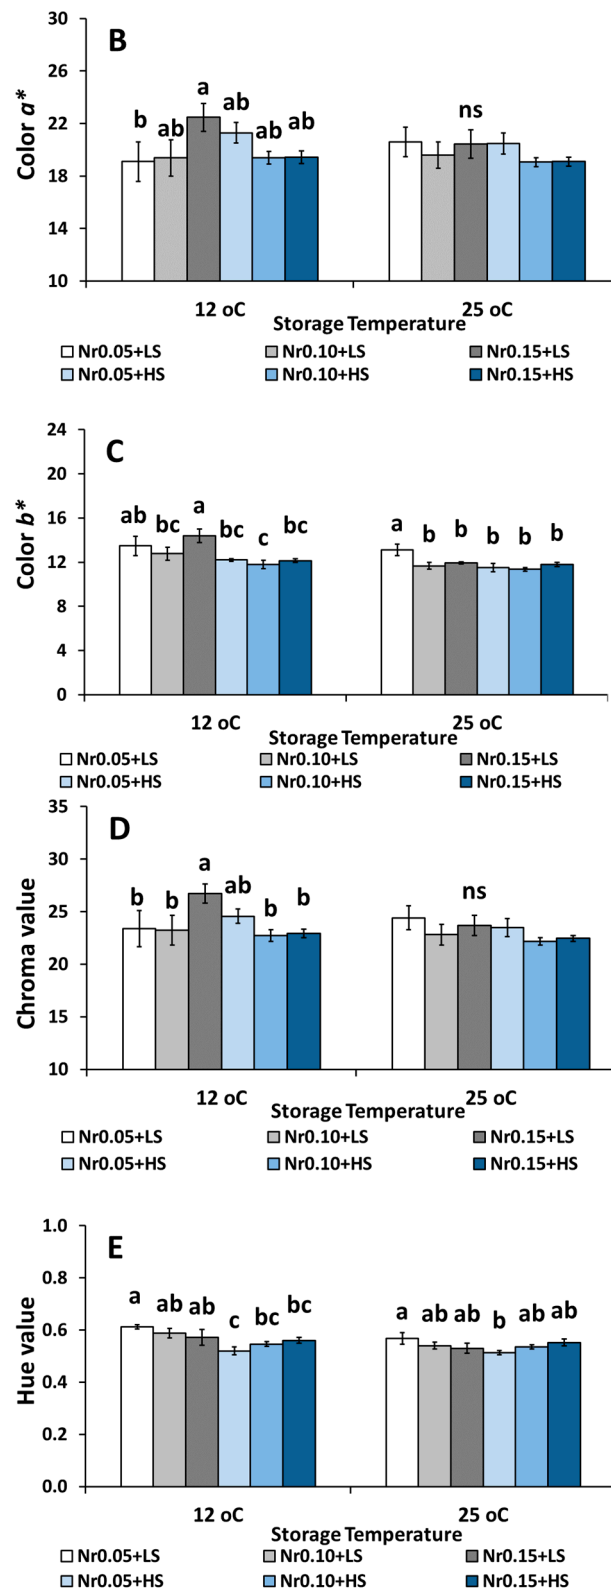 30
B
26
a
ab
ab
ab
b
ab
ns
22
18
14
10
Color a*
12 oC
25 oC
Storage Temperature
Nr0.05+LS
Nr0.10+LS
Nr0.15+LS
Nr0.05+HS
Nr0.10+HS
Nr0.15+HS
24
C
20
16
ab
bc
a
bc
c
bc
a
b
b
b
b
b
12
8
4
0
Color b*
12 oC
25 oC
Storage Temperature
Nr0.05+LS
Nr0.10+LS
Nr0.15+LS
Nr0.05+HS
Nr0.10+HS
Nr0.15+HS
35
D
30
b
b
a
ab
b
b
ns
25
20
15
10
Chroma value
12 oC
25 oC
Storage Temperature
Nr0.05+LS
Nr0.10+LS
Nr0.15+LS
Nr0.05+HS
Nr0.10+HS
Nr0.15+HS
1.0
E
0.8
a
ab
ab
c
bc
bc
a
ab
ab
b
ab
ab
0.6
0.4
0.2
0.0
Hue value
12 oC
25 oC
Storage Temperature
Nr0.05+LS
Nr0.10+LS
Nr0.15+LS
Nr0.05+HS
Nr0.10+HS
Nr0.15+HS